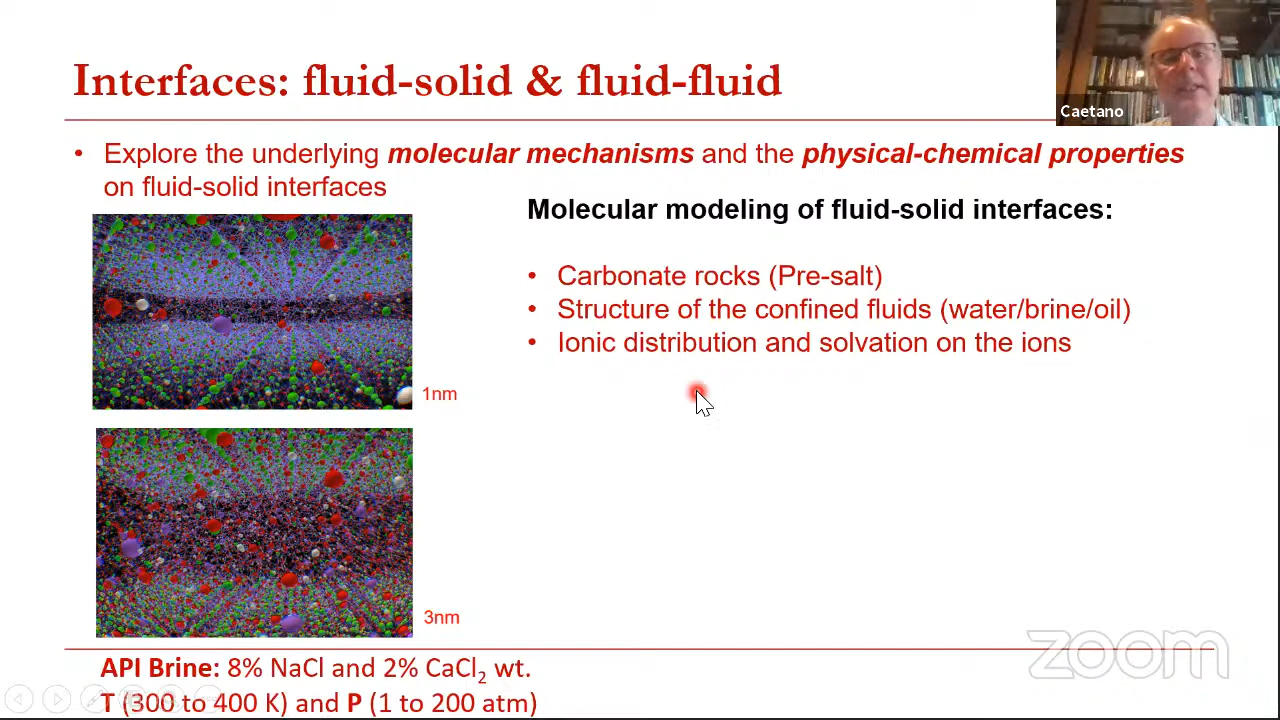 Interfaces: fluid-solid & fluid-fluid
Caetano
• Explore the underlying molecular mechanisms and the physical-chemical properties
on fluid-solid interfaces
Molecular modeling of fluid-solid interfaces:
• Carbonate rocks (Pre-salt)
• Structure of the confined fluids (water/brine/oil)
• Ionic distribution and solvation on the ions
1nm
3nm
API Brine: 8% NaCl and 2% CaCl₂ wt.
T (300 to 400 K) and P (1 to 200 atm)
zoom